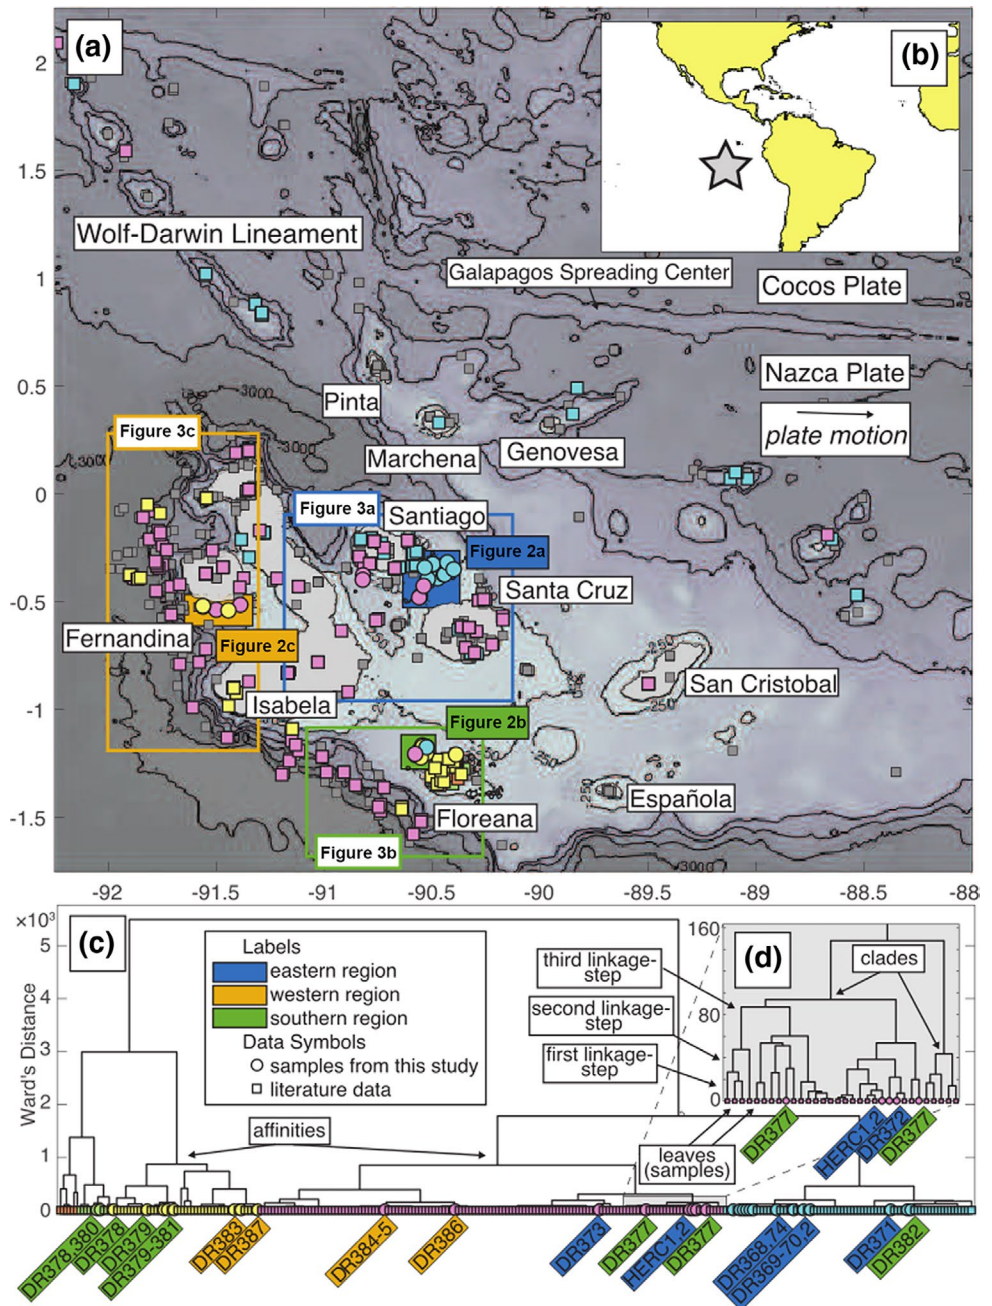 (a)
(b)
2
1.5
1
0.5
0
-0.5
-1
-1.5
Wolf-Darwin Lineament
Galapagos Spreading Center
Cocos Plate
Nazca Plate
plate motion
Pinta
Marchena
Genovesa
3000
-3000
Figure 3c
Figure 3a
Santiago
Figure 2a
Santa Cruz
Fernandina
Figure 2c
Isabela
-250
San Cristobal
250
Figure 2b
-250
Española
Floreana
Figure 3b
3000
-92
-91.5
-91
-90.5
-90
-89.5
-89
-88.5
-88
×10³
(c)
Ward's Distance
5
4
3
2
1
0
Labels
eastern region
western region
southern region
Data Symbols
samples from this study
literature data
affinities
(d)
160
80
0
third linkage-
step
second linkage-
step
first linkage-
step
clades
leaves
(samples)
DR377
HERC1,2
DR372
DR377
DR378,380
DR378
DR379
DR379-381
DR383
DR387
DR384-5
DR386
DR373
DR377
HERC1.2
DR377
DR368.74
DR369-70.2
DR371
DR382